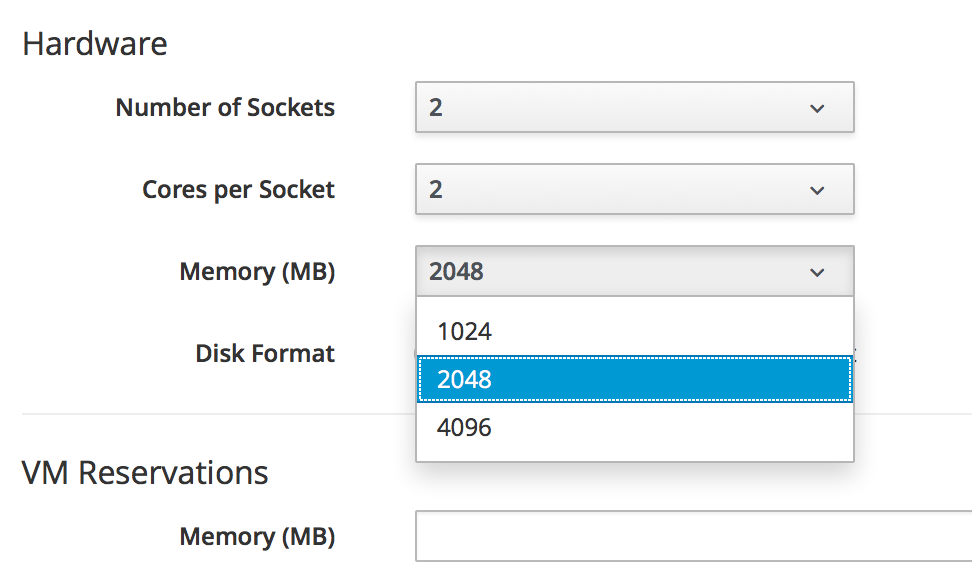 Hardware
Number of Sockets 2
Cores per Socket 2
Memory (MB) 2048
1024
Disk Format
2048
4096
VM Reservations
Memory (MB)